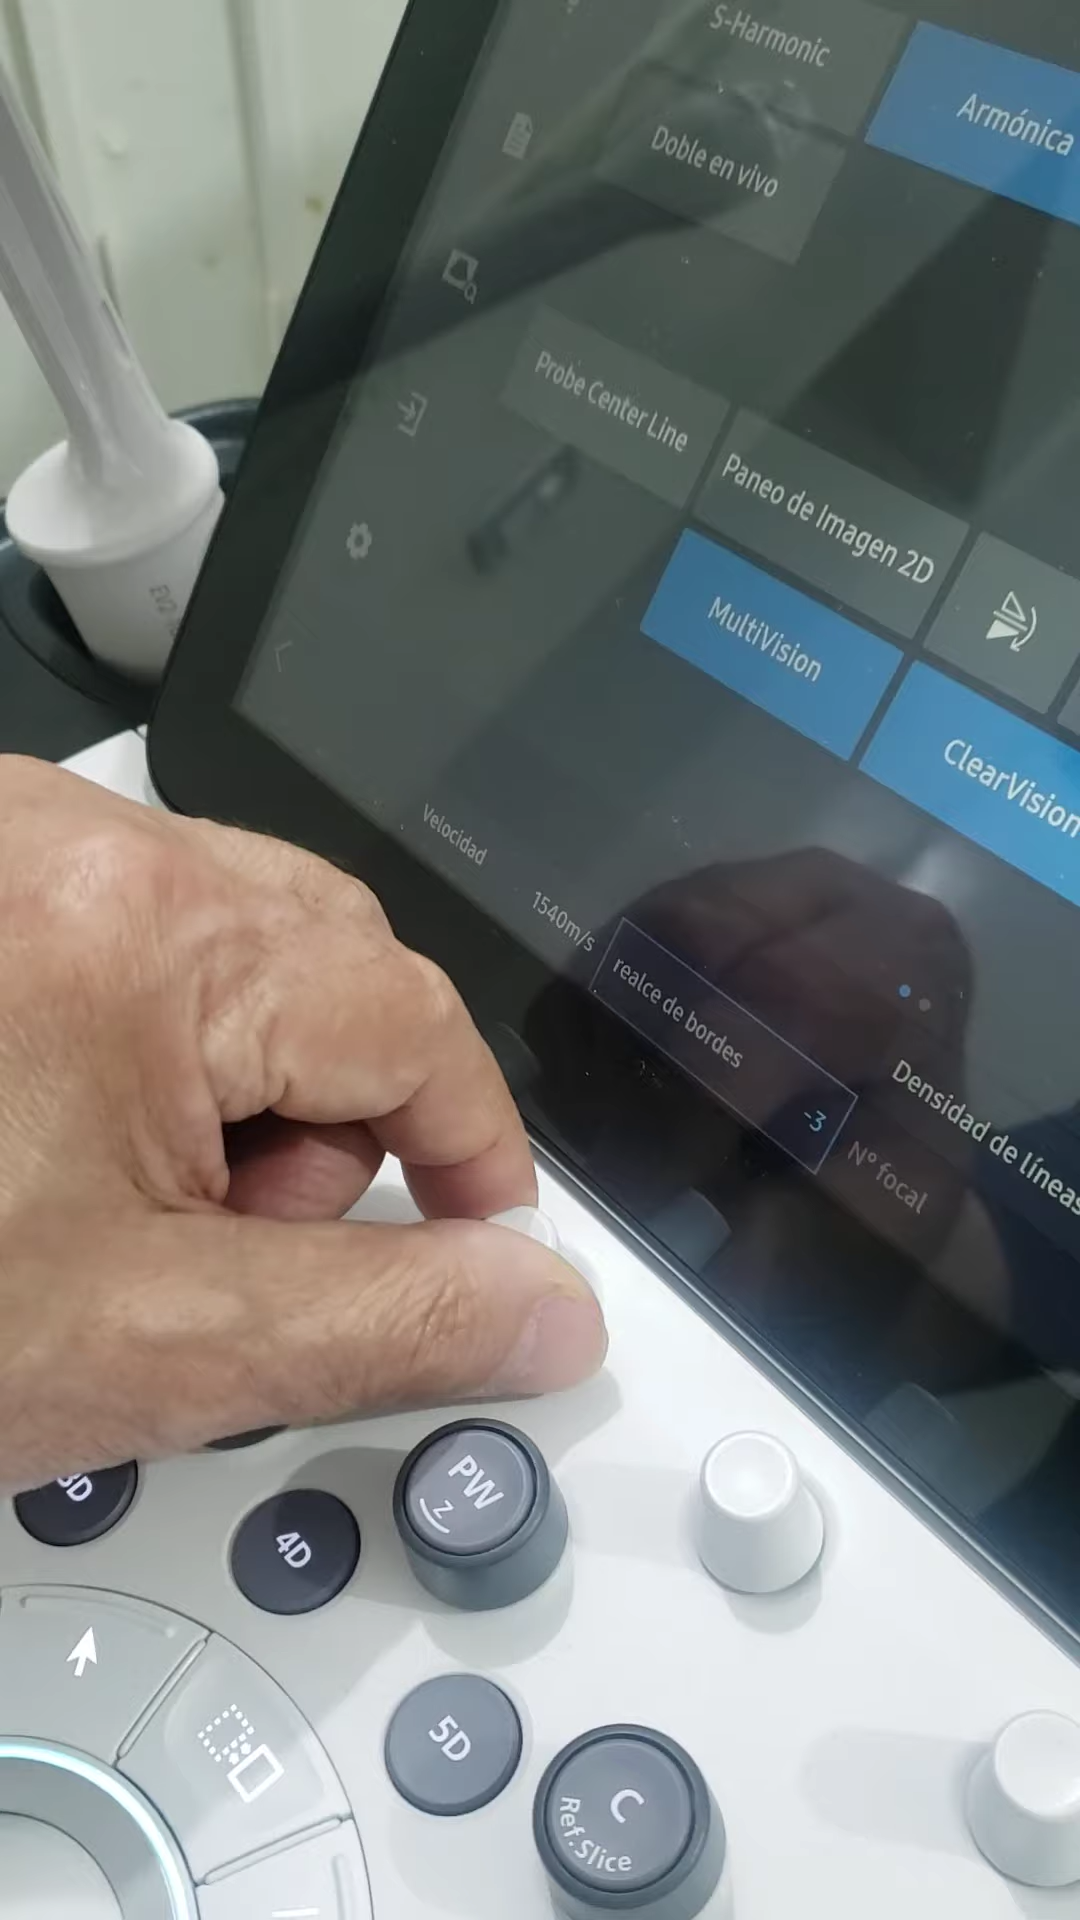 S-Harmonic
Armónica
Doble en vivo
Probe Center Line
Paneo de Imagen 2D
MultiVision
ClearVision
Velocidad
1540m/s
realce de bordes
-3
Densidad de líneas
N° focal
PW
Z
3D
4D
5D
C
Ref.Slice